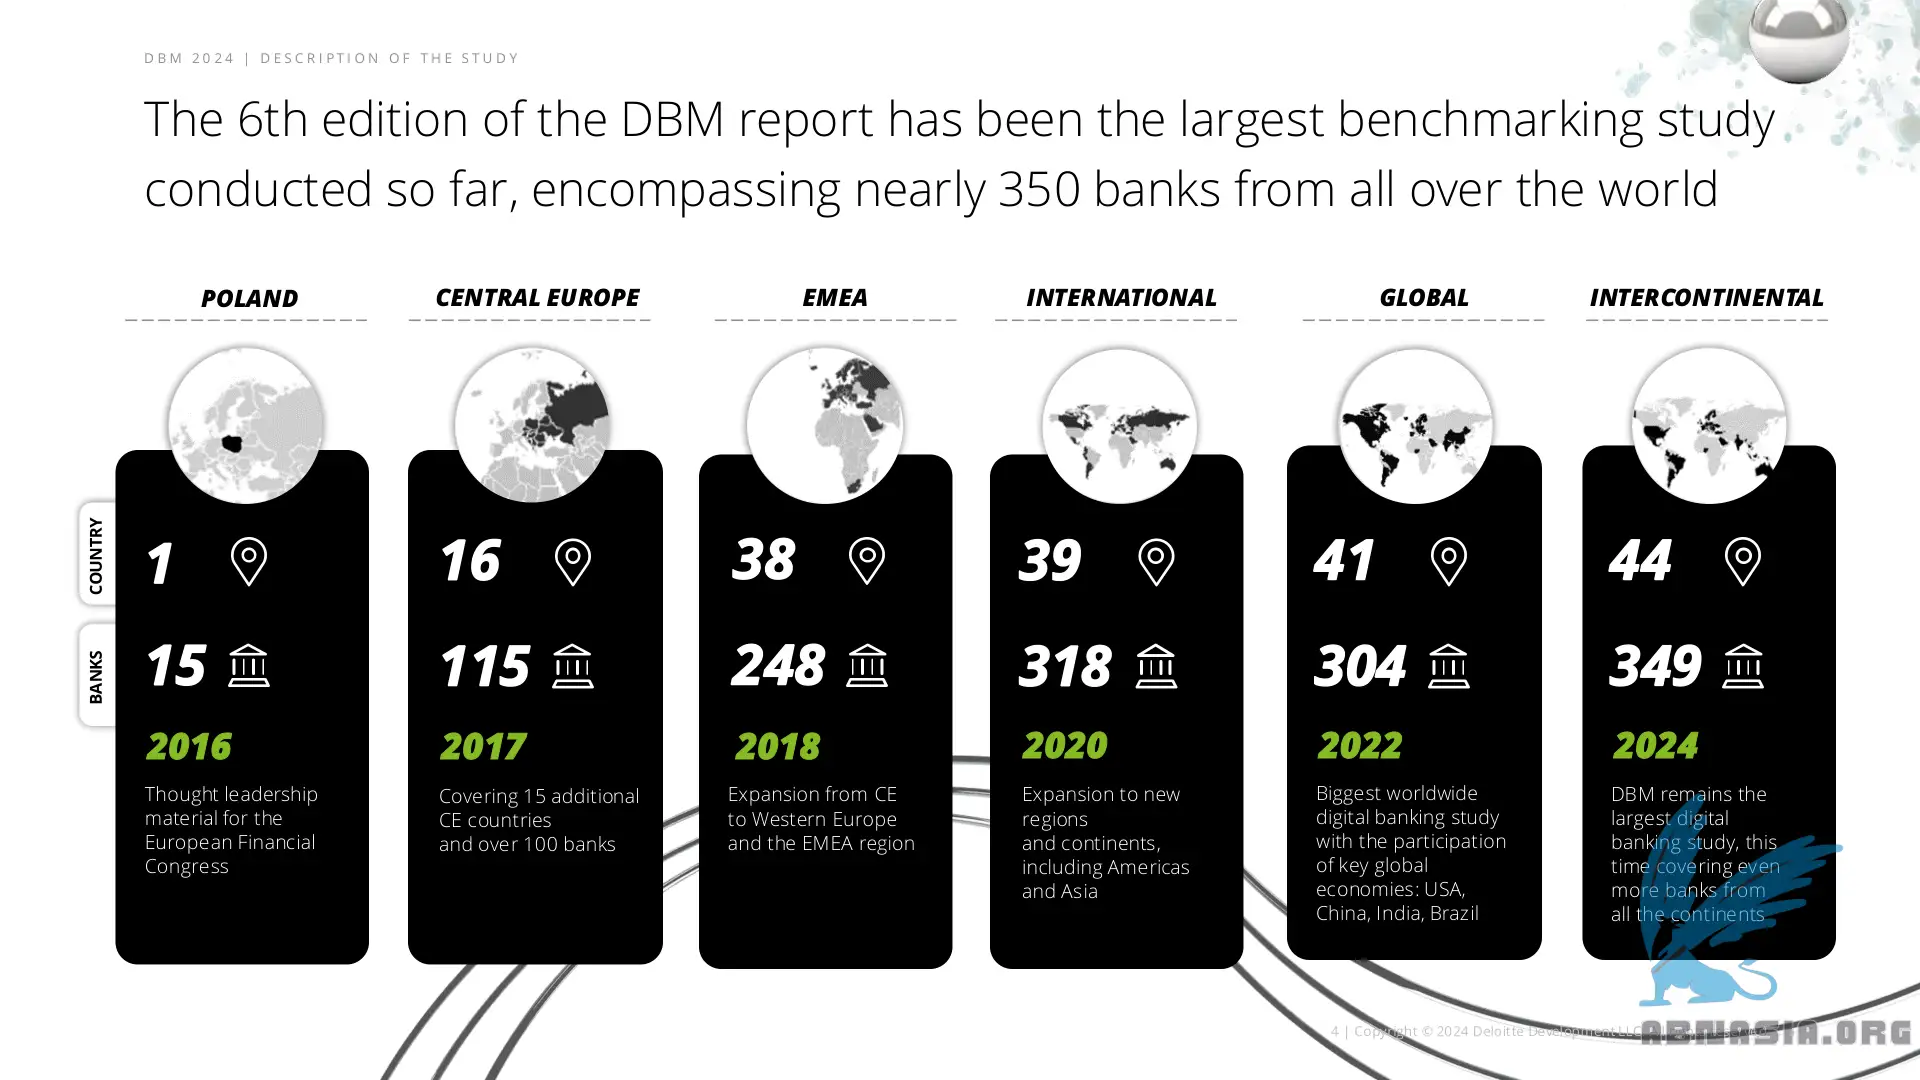 DBM 2024 | DESCRIPTION OF THE STUDY
The 6th edition of the DBM report has been the largest benchmarking study
conducted so far, encompassing nearly 350 banks from all over the world
POLAND
CENTRAL EUROPE
EMEA
INTERNATIONAL
GLOBAL
INTERCONTINENTAL
COUNTRY
BANKS
1
15
2016
Thought leadership
material for the
European Financial
Congress
16
115
2017
Covering 15 additional
CE countries
and over 100 banks
38
248
2018
Expansion from CE
to Western Europe
and the EMEA region
39
318
2020
Expansion to new
regions
and continents,
including Americas
and Asia
41
304
2022
Biggest worldwide
digital banking study
with the participation
of key global
economies: USA,
China, India, Brazil
44
349
2024
DBM remains the
largest digital
banking study, this
time covering even
more banks from
all the continents
4 | Copyright © 2024 Deloitte Development LLC.
ABNASIA.ORG